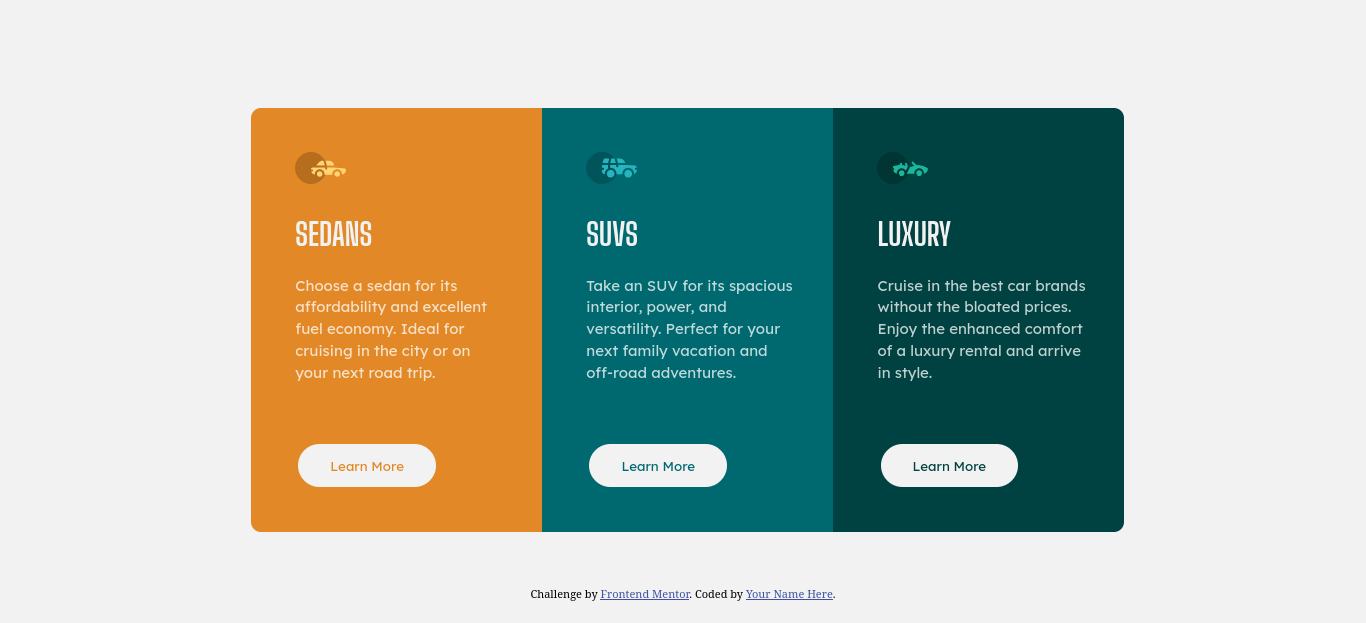 SEDANS
Choose a sedan for its
affordability and excellent
fuel economy. Ideal for
cruising in the city or on
your next road trip.
Learn More
SUVS
Take an SUV for its spacious
interior, power, and
versatility. Perfect for your
next family vacation and
off-road adventures.
Learn More
LUXURY
Cruise in the best car brands
without the bloated prices.
Enjoy the enhanced comfort
of a luxury rental and arrive
in style.
Learn More
Challenge by Frontend Mentor. Coded by Your Name Here.